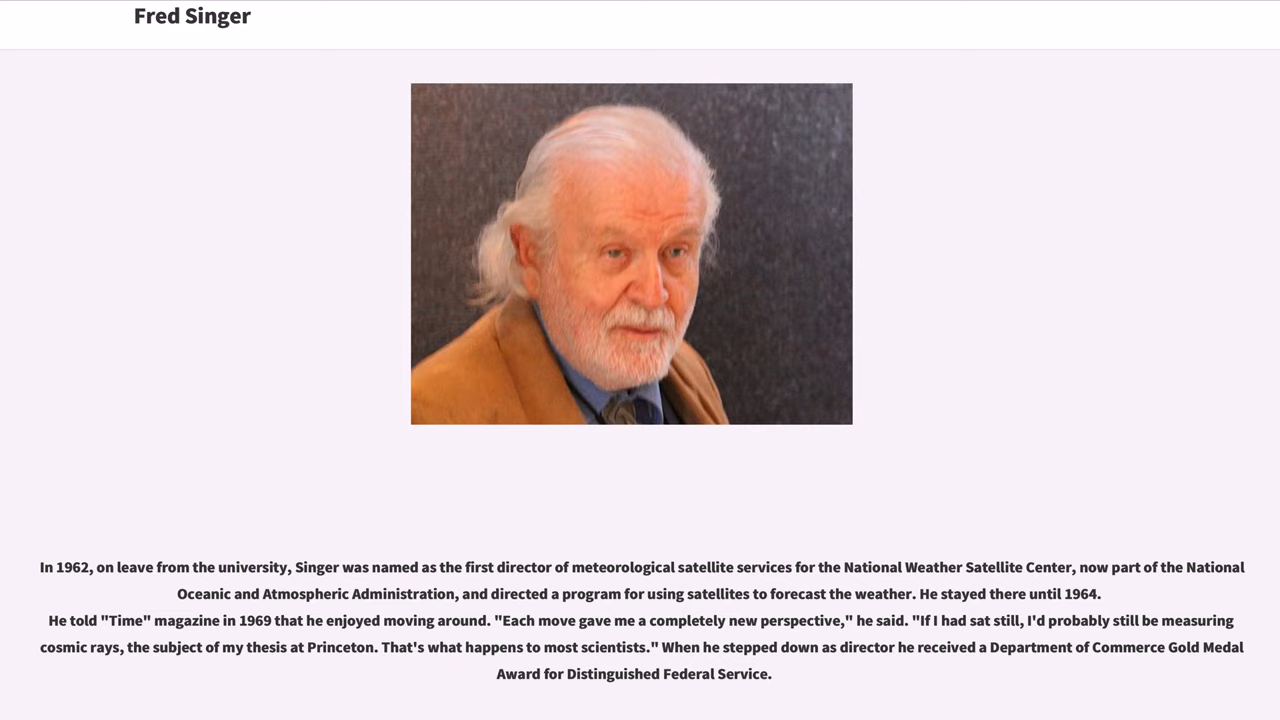 Fred Singer
In 1962, on leave from the university, Singer was named as the first director of meteorological satellite services for the National Weather Satellite Center, now part of the National
Oceanic and Atmospheric Administration, and directed a program for using satellites to forecast the weather. He stayed there until 1964.
He told "Time" magazine in 1969 that he enjoyed moving around. "Each move gave me a completely new perspective," he said. "If I had sat still, I'd probably still be measuring
cosmic rays, the subject of my thesis at Princeton. That's what happens to most scientists." When he stepped down as director he received a Department of Commerce Gold Medal
Award for Distinguished Federal Service.